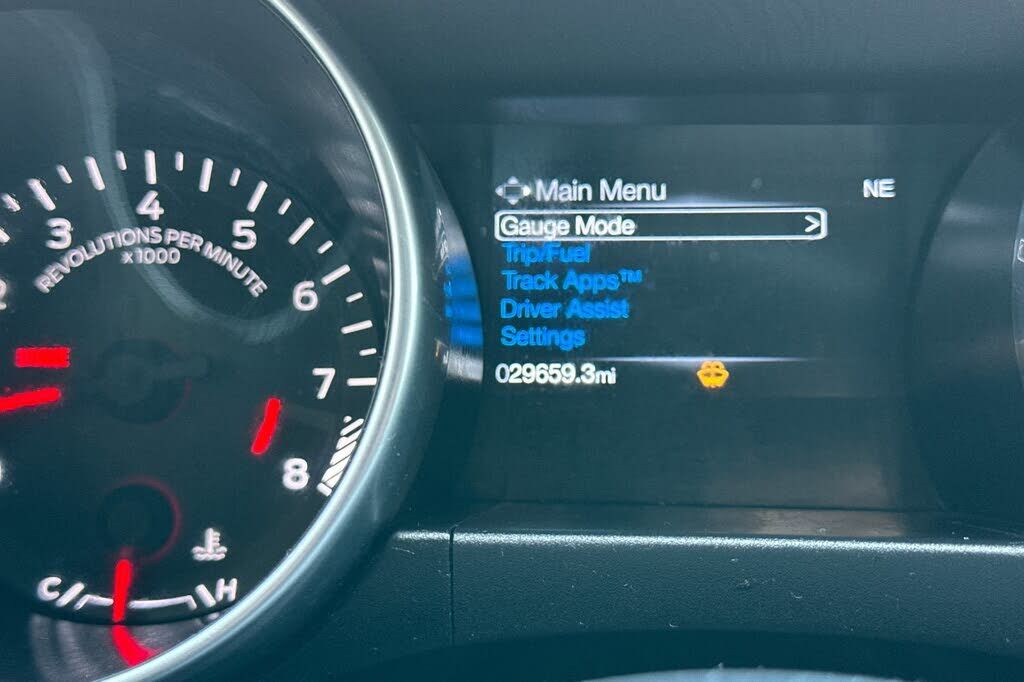 3
4
5
6
7
8
REVOLUTIONS PER MINUTE
x 1000
C
H
Main Menu
NE
Gauge Mode >
Trip/Fuel
Track Apps™
Driver Assist
Settings
029659.3mi